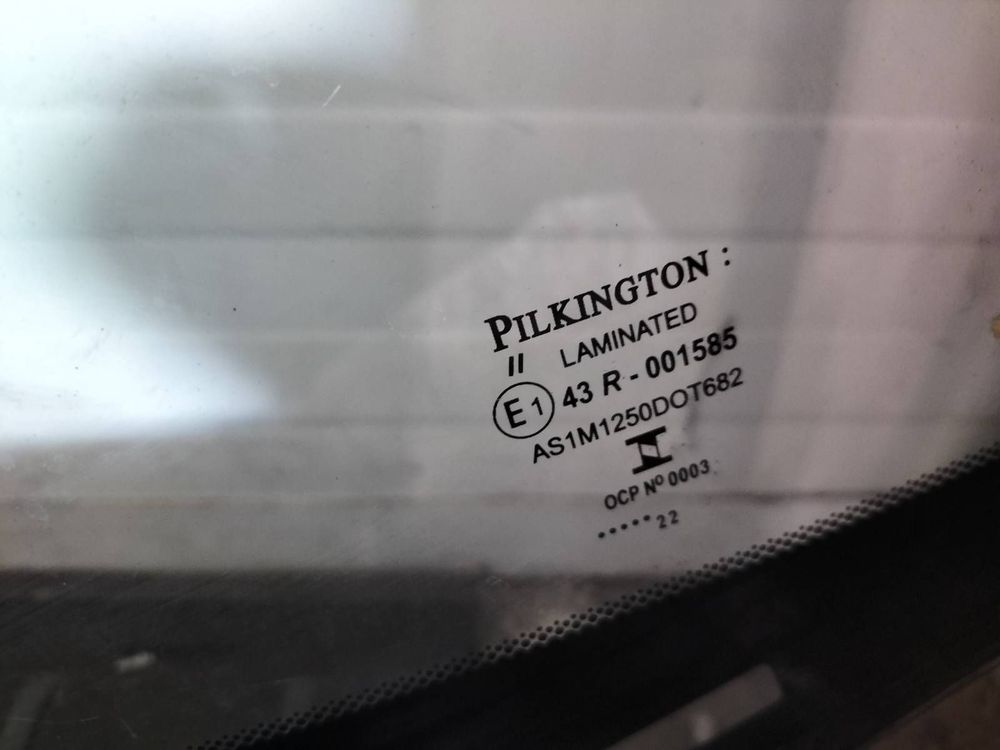 PILKINGTON :
II LAMINATED
E1 43 R - 001585
AS1M1250DOT682
OCP Nº 0003
..... 22